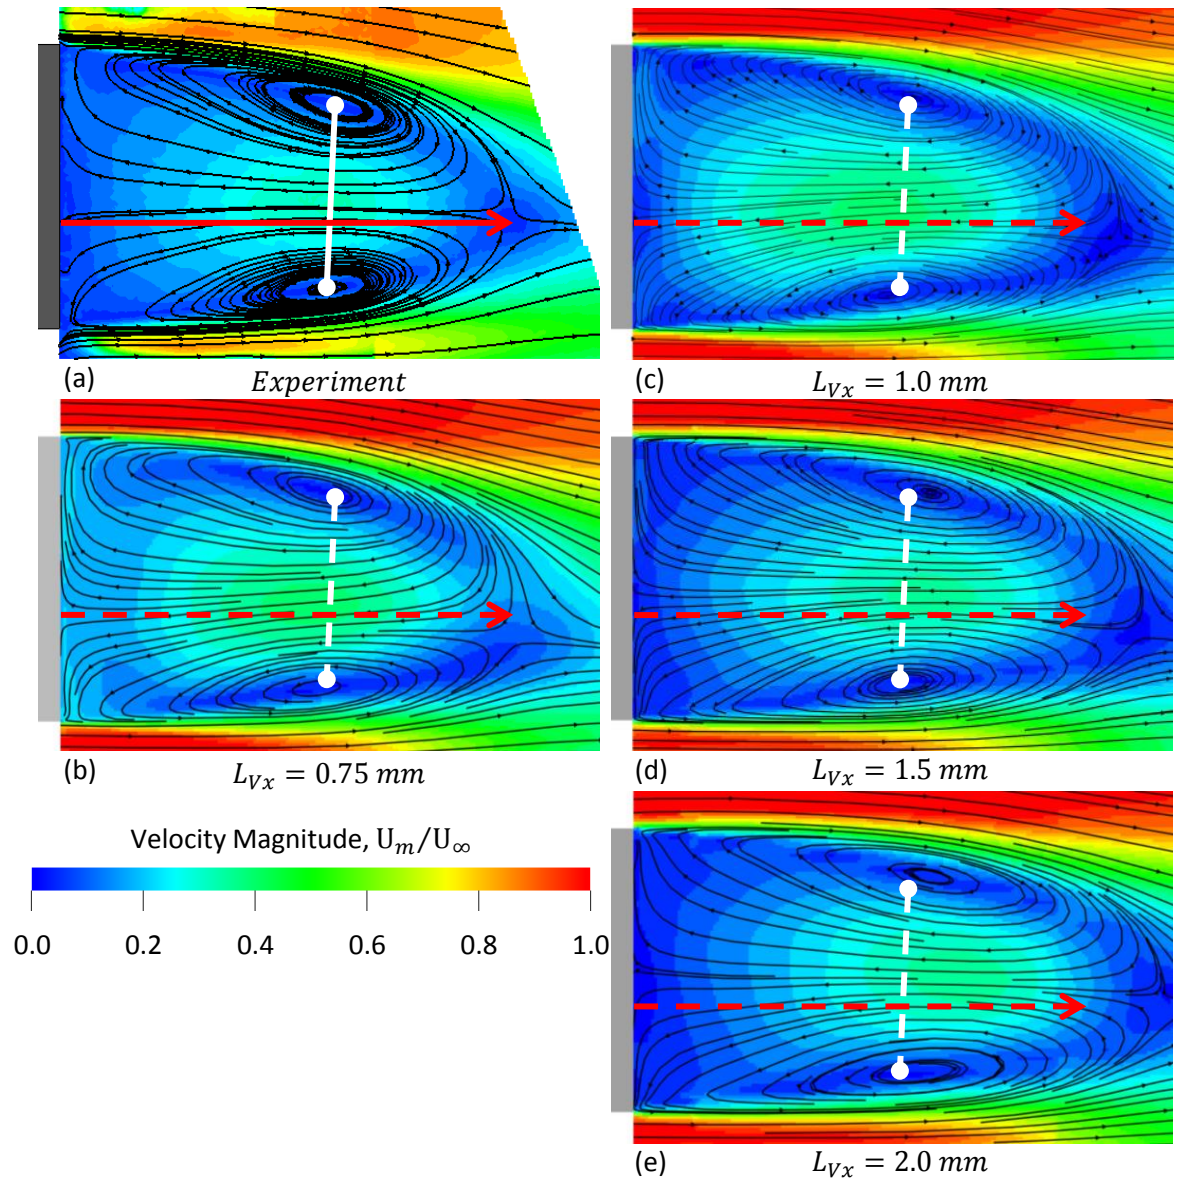 (a)
Experiment
(c)
L_{Vx} = 1.0 mm
(b)
L_{Vx} = 0.75 mm
(d)
L_{Vx} = 1.5 mm
Velocity Magnitude, U_m/U_∞
0.0 0.2 0.4 0.6 0.8 1.0
(e)
L_{Vx} = 2.0 mm